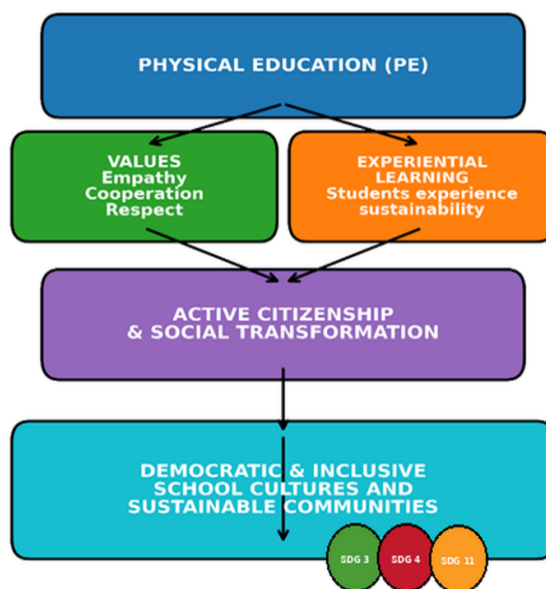 PHYSICAL EDUCATION (PE)
VALUES
Empathy
Cooperation
Respect
EXPERIENTIAL
LEARNING
Students experience
sustainability
ACTIVE CITIZENSHIP
& SOCIAL TRANSFORMATION
DEMOCRATIC & INCLUSIVE
SCHOOL CULTURES AND
SUSTAINABLE COMMUNITIES
SDG 3
SDG 4
SDG 11